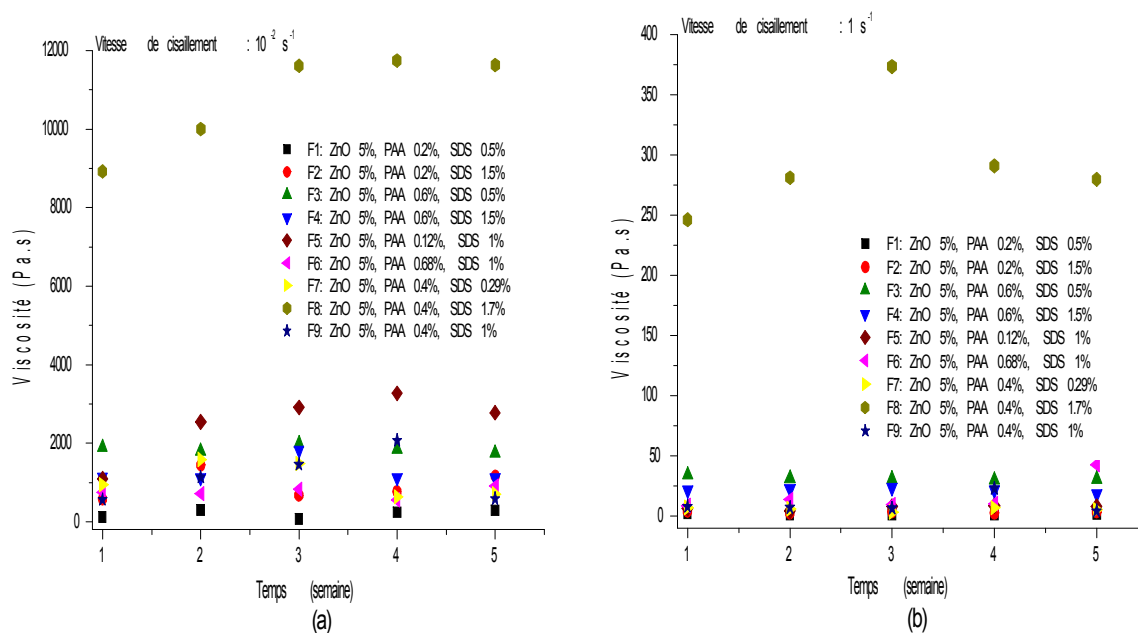 Vitesse de cisaillement : 10⁻² s⁻¹
12000
10000
8000
6000
4000
2000
0
Viscosité (Pa.s)
F1: ZnO 5%, PAA 0.2%, SDS 0.5%
F2: ZnO 5%, PAA 0.2%, SDS 1.5%
F3: ZnO 5%, PAA 0.6%, SDS 0.5%
F4: ZnO 5%, PAA 0.6%, SDS 1.5%
F5: ZnO 5%, PAA 0.12%, SDS 1%
F6: ZnO 5%, PAA 0.68%, SDS 1%
F7: ZnO 5%, PAA 0.4%, SDS 0.29%
F8: ZnO 5%, PAA 0.4%, SDS 1.7%
F9: ZnO 5%, PAA 0.4%, SDS 1%
1 2 3 4 5
Temps (semaine)
(a)
Vitesse de cisaillement : 1 s⁻¹
400
350
300
250
200
150
100
50
0
Viscosité (Pa.s)
F1: ZnO 5%, PAA 0.2%, SDS 0.5%
F2: ZnO 5%, PAA 0.2%, SDS 1.5%
F3: ZnO 5%, PAA 0.6%, SDS 0.5%
F4: ZnO 5%, PAA 0.6%, SDS 1.5%
F5: ZnO 5%, PAA 0.12%, SDS 1%
F6: ZnO 5%, PAA 0.68%, SDS 1%
F7: ZnO 5%, PAA 0.4%, SDS 0.29%
F8: ZnO 5%, PAA 0.4%, SDS 1.7%
F9: ZnO 5%, PAA 0.4%, SDS 1%
1 2 3 4 5
Temps (semaine)
(b)